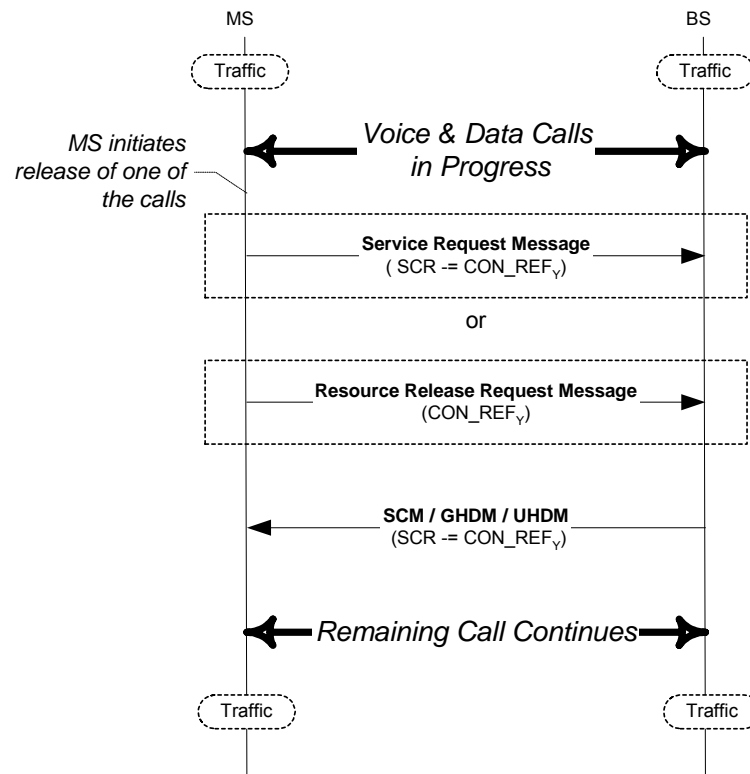 MS BS
Traffic Traffic
Voice & Data Calls
in Progress
MS initiates
release of one of
the calls
Service Request Message
( SCR -= CON_REFY)
or
Resource Release Request Message
(CON_REFY)
SCM / GHDM / UHDM
(SCR -= CON_REFY)
Remaining Call Continues
Traffic Traffic